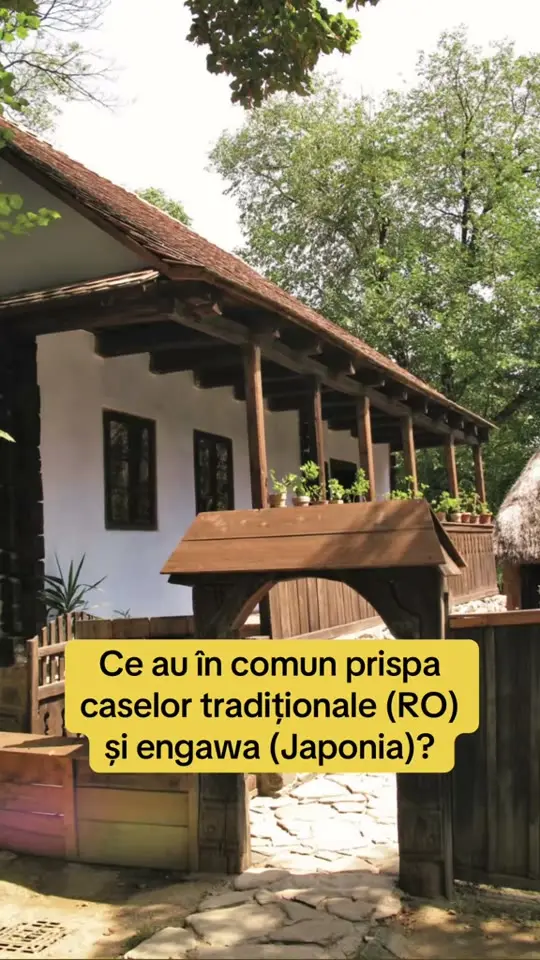 Ce au în comun prispa
caselor tradiționale (RO)
și engawa (Japonia)?